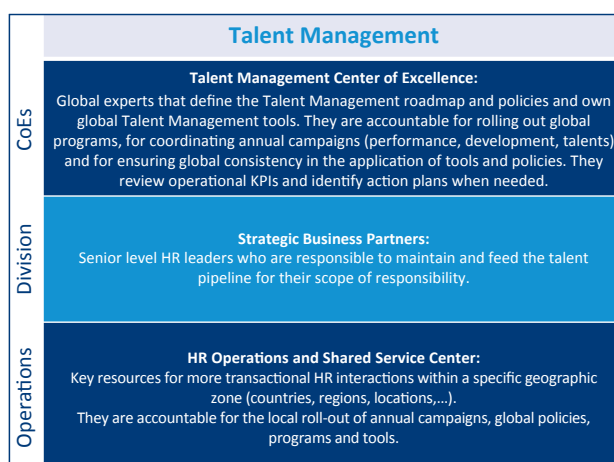 Talent Management
CoEs
Talent Management Center of Excellence:
Global experts that define the Talent Management roadmap and policies and own
global Talent Management tools. They are accountable for rolling out global
programs, for coordinating annual campaigns (performance, development, talents)
and for ensuring global consistency in the application of tools and policies. They
review operational KPIs and identify action plans when needed.
Division
Strategic Business Partners:
Senior level HR leaders who are responsible to maintain and feed the talent
pipeline for their scope of responsibility.
Operations
HR Operations and Shared Service Center:
Key resources for more transactional HR interactions within a specific geographic
zone (countries, regions, locations,…).
They are accountable for the local roll-out of annual campaigns, global policies,
programs and tools.